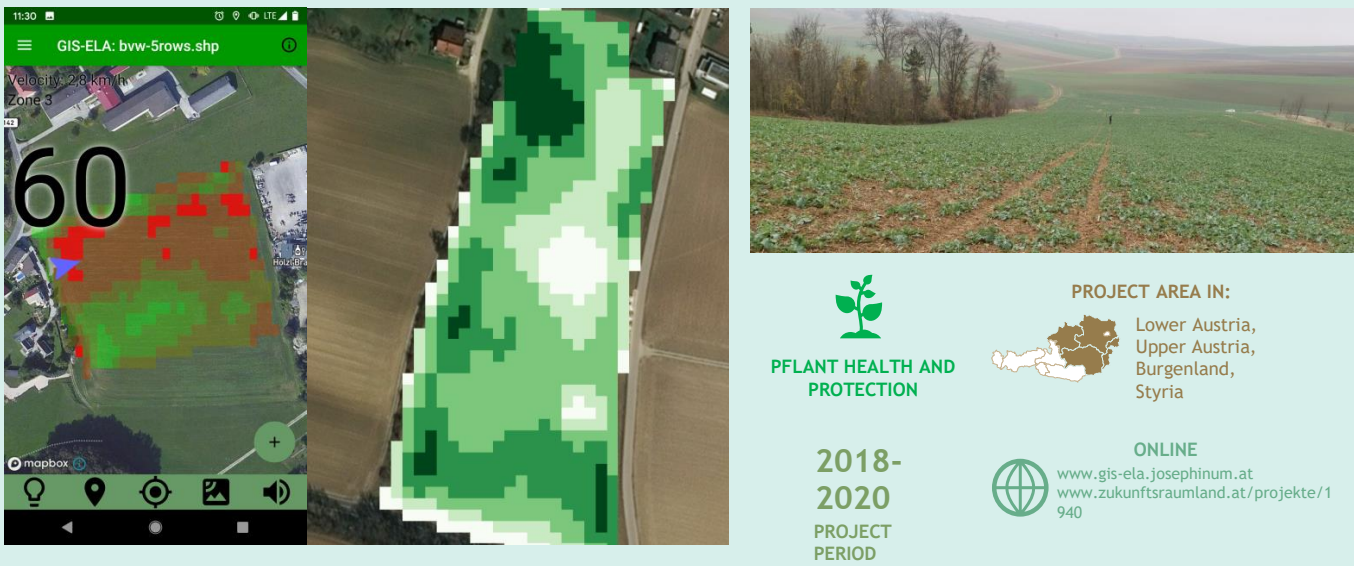 11:30
LTE
GIS-ELA: bvw-5rows.shp
Velocity: 2,8 km/h
Zone 3
142
60
Holzl Bra
mapbox
PFLANT HEALTH AND
PROTECTION
2018-
2020
PROJECT
PERIOD
PROJECT AREA IN:
Lower Austria,
Upper Austria,
Burgenland,
Styria
ONLINE
www.gis-ela.josephinum.at
www.zukunftsraumland.at/projekte/1
940